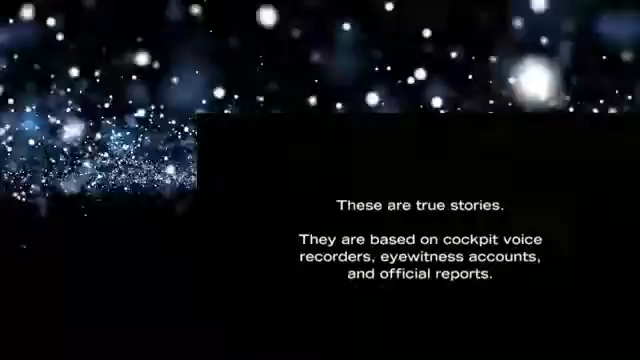 These are true stories.
They are based on cockpit voice
recorders, eyewitness accounts,
and official reports.